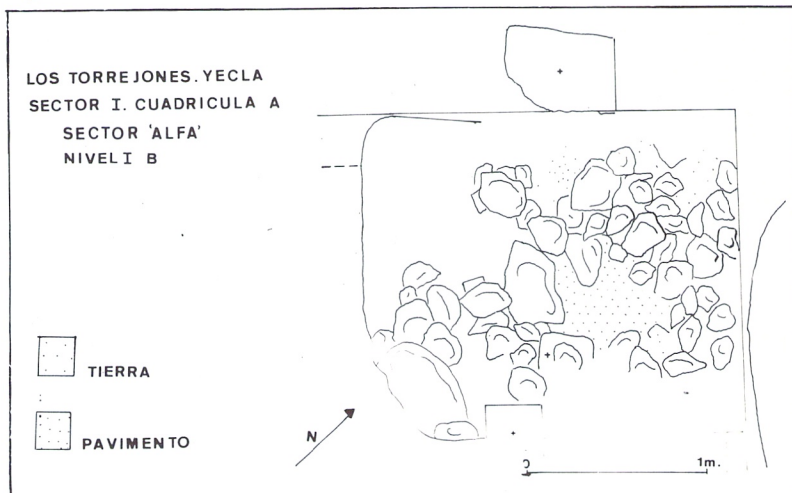 LOS TORREJONES. YECLA
SECTOR I. CUADRICULA A
SECTOR 'ALFA'
NIVEL I B
TIERRA
PAVIMENTO
N
0 1m.